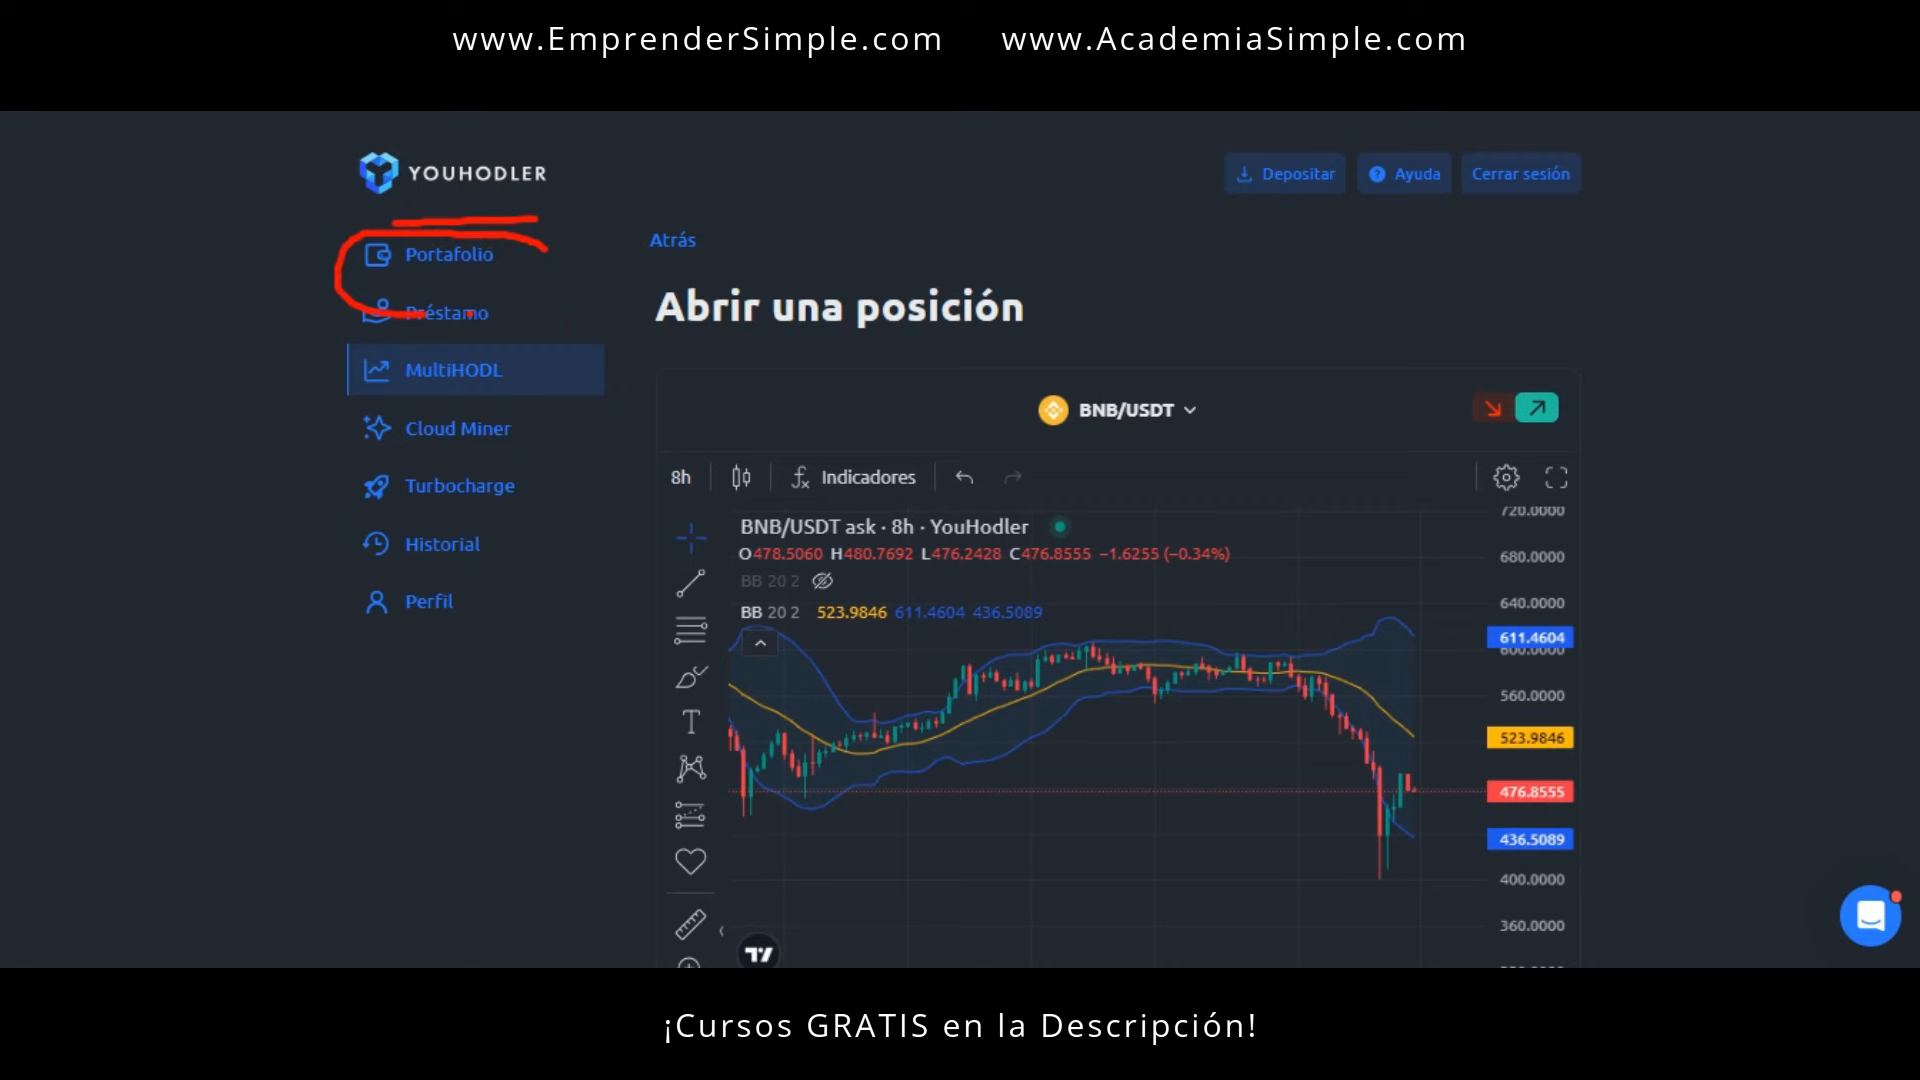 www.EmprenderSimple.com www.AcademiaSimple.com
YOUHODLER
Depositar
Ayuda
Cerrar sesión
Portafolio
Préstamo
MultiHODL
Cloud Miner
Turbocharge
Historial
Perfil
Atrás
Abrir una posición
BNB/USDT
8h
Indicadores
BNB/USDT ask · 8h · YouHodler
O478.5060 H480.7692 L476.2428 C476.8555 −1.6255 (−0.34%)
BB 20 2
BB 20 2 523.9846 611.4604 436.5089
720.0000
680.0000
640.0000
611.4604
600.0000
560.0000
523.9846
476.8555
436.5089
400.0000
360.0000
¡Cursos GRATIS en la Descripción!